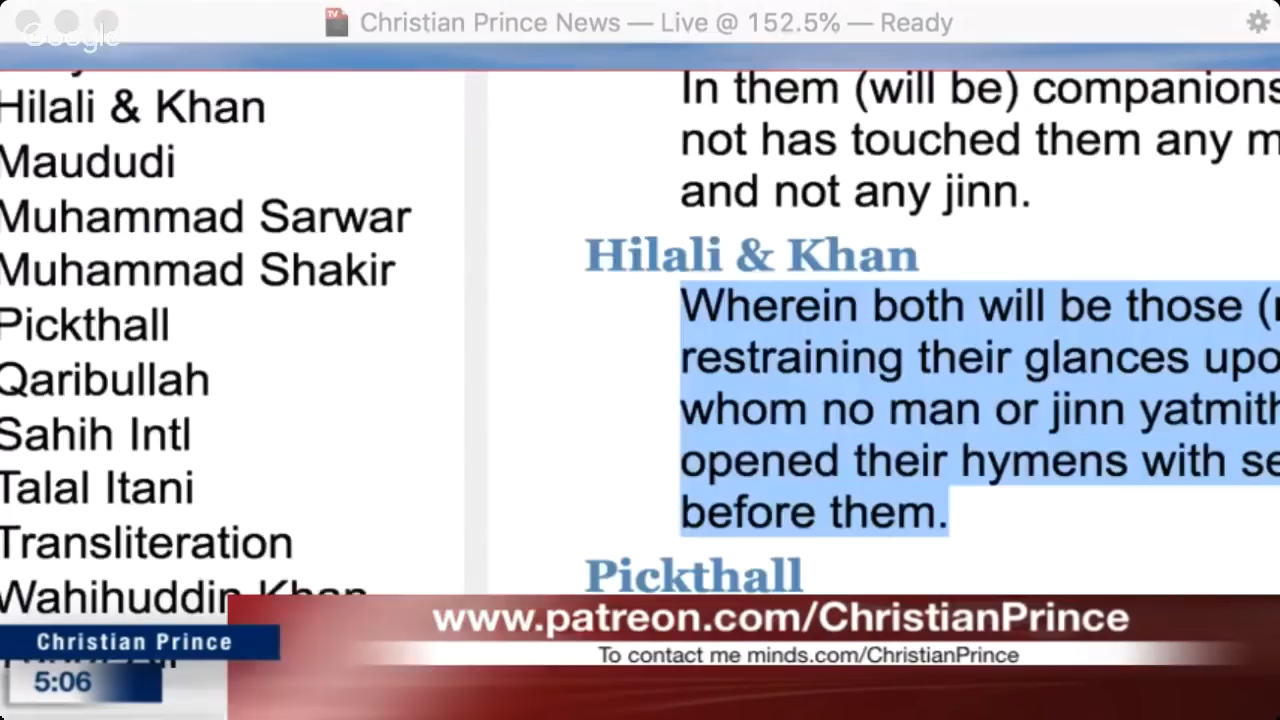 Christian Prince News — Live @ 152.5% — Ready
Google
Hilali & Khan
Maududi
Muhammad Sarwar
Muhammad Shakir
Pickthall
Qaribullah
Sahih Intl
Talal Itani
Transliteration
Wahihuddin Khan
In them (will be) companions
not has touched them any m
and not any jinn.
Hilali & Khan
Wherein both will be those (
restraining their glances upo
whom no man or jinn yatmith
opened their hymens with se
before them.
Pickthall
www.patreon.com/ChristianPrince
To contact me minds.com/ChristianPrince
Christian Prince
5:06